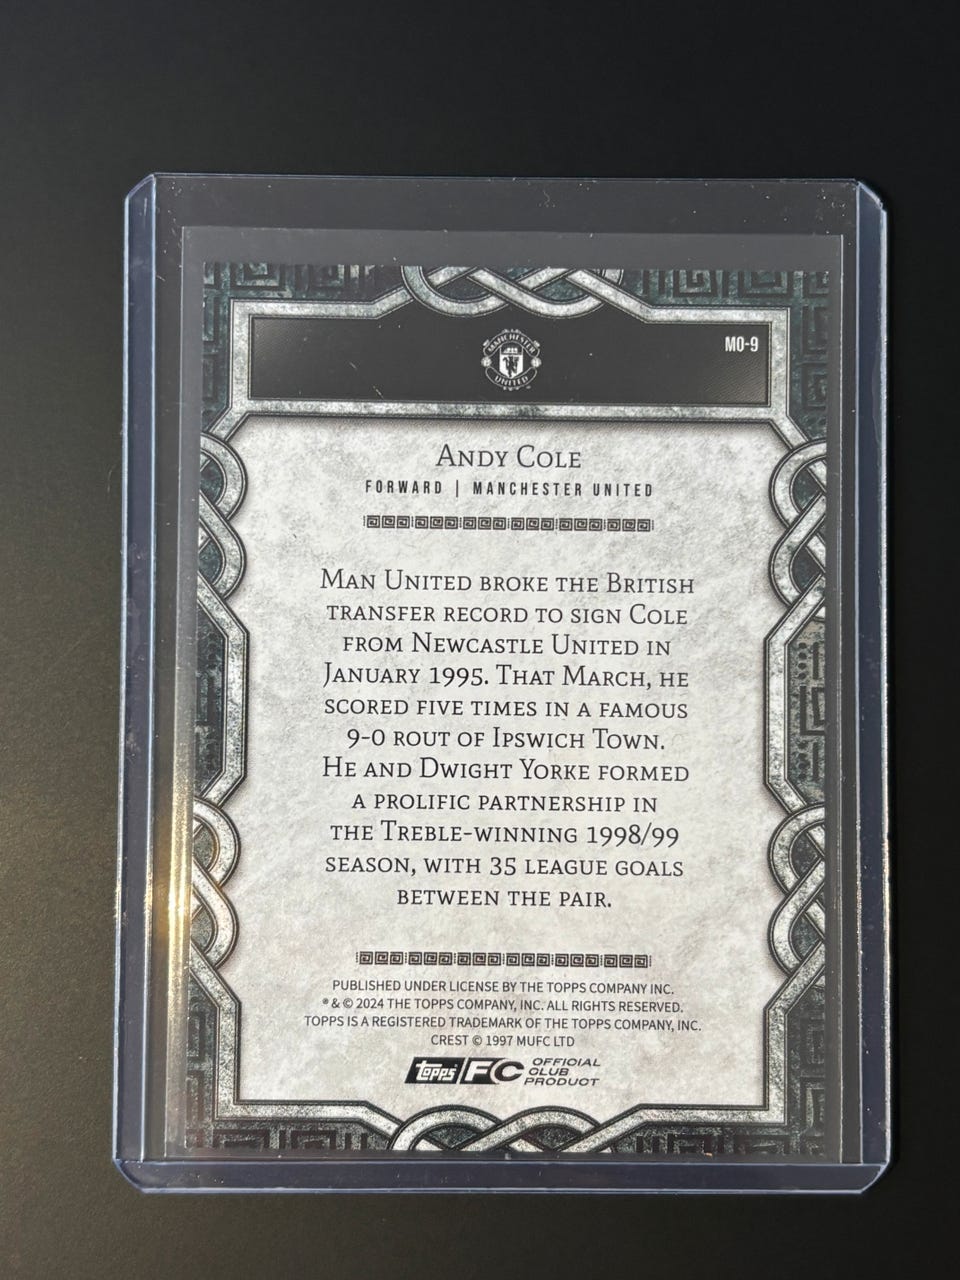 MO-9
MANCHESTER
UNITED
Andy Cole
FORWARD | MANCHESTER UNITED
Man United broke the British
transfer record to sign Cole
from Newcastle United in
January 1995. That March, he
scored five times in a famous
9-0 rout of Ipswich Town.
He and Dwight Yorke formed
a prolific partnership in
the Treble-winning 1998/99
season, with 35 league goals
between the pair.
PUBLISHED UNDER LICENSE BY THE TOPPS COMPANY INC.
® & © 2024 THE TOPPS COMPANY, INC. ALL RIGHTS RESERVED.
TOPPS IS A REGISTERED TRADEMARK OF THE TOPPS COMPANY, INC.
CREST © 1997 MUFC LTD
Topps FC OFFICIAL
CLUB
PRODUCT